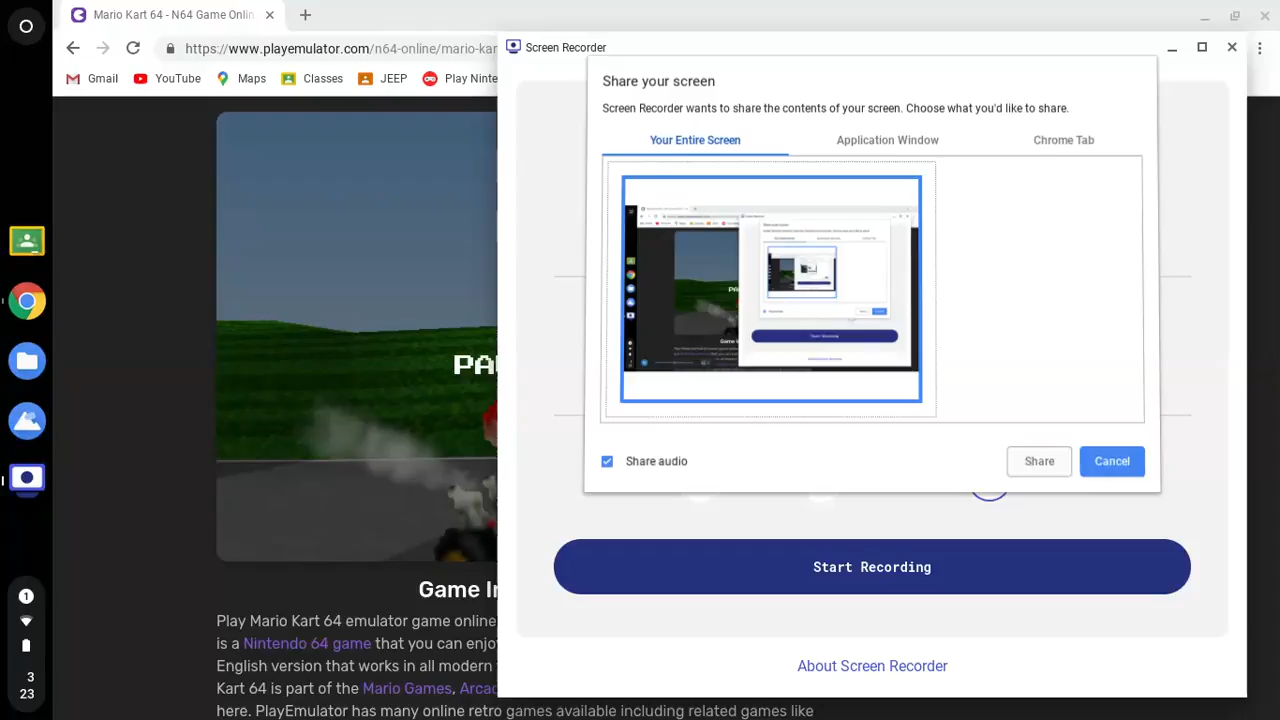 Mario Kart 64 - N64 Game Onlin
https://www.playemulator.com/n64-online/mario-kar
Gmail
YouTube
Maps
Classes
JEEP
Play Ninte
Screen Recorder
Share your screen
Screen Recorder wants to share the contents of your screen. Choose what you'd like to share.
Your Entire Screen
Application Window
Chrome Tab
Share audio
Share
Cancel
Start Recording
About Screen Recorder
PA
Game In
Play Mario Kart 64 emulator game online
is a Nintendo 64 game that you can enjo
English version that works in all modern
Kart 64 is part of the Mario Games, Arcad
here. PlayEmulator has many online retro games available including related games like
1
3
23